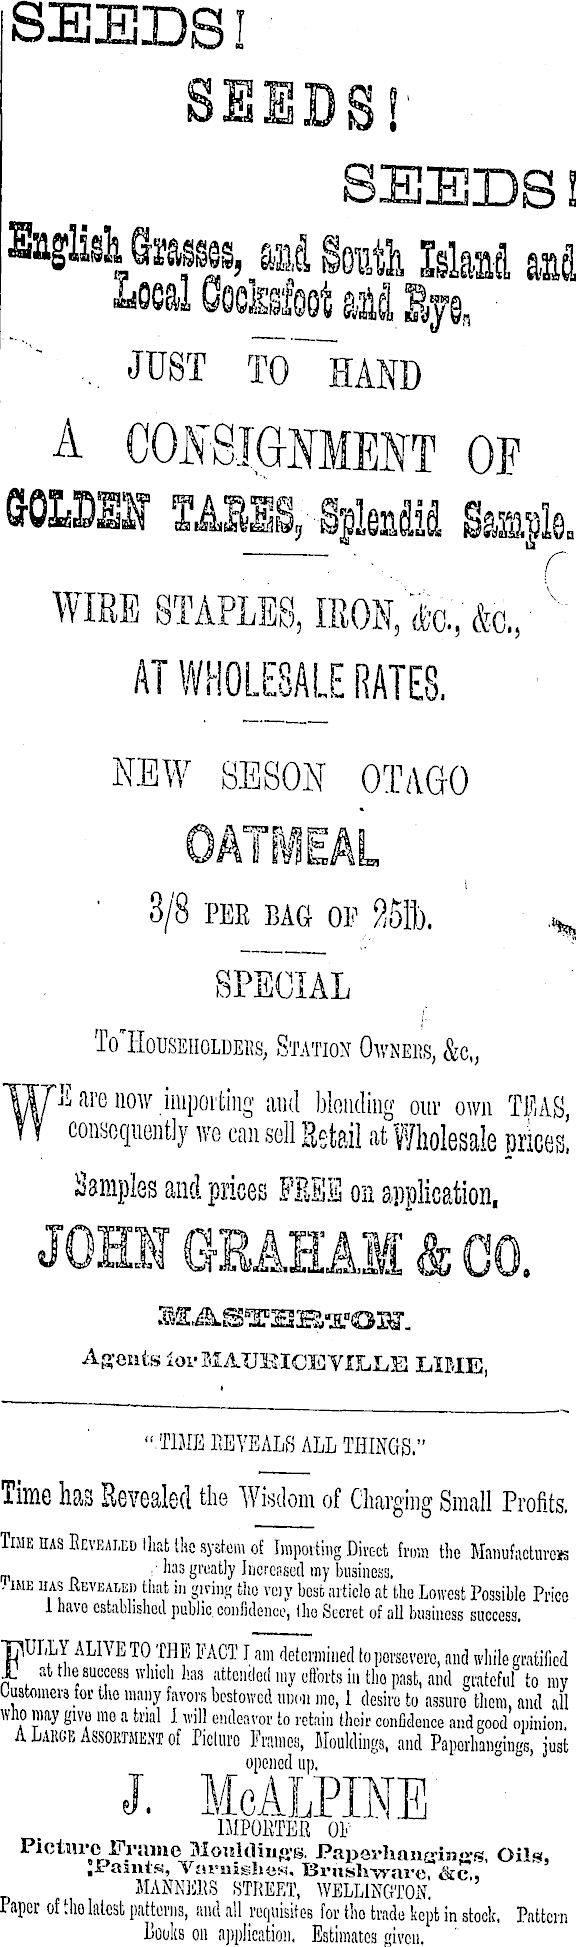 SEEDS!
SEEDS!
SEEDS!
English Grasses, and South Island and
Local Cocksfoot and Rye.
JUST TO HAND
A CONSIGNMENT OF
GOLDEN TARES, Splendid Sample.
WIRE STAPLES, IRON, &c., &c.,
AT WHOLESALE RATES.
NEW SESON OTAGO
OATMEAL
3/8 PER BAG OF 25lb.
SPECIAL
To Householders, Station Owners, &c.,
WE are now importing and blending our own TEAS,
consequently we can sell Retail at Wholesale prices.
Samples and prices FREE on application.
JOHN GRAHAM & CO.
MASTERTON.
Agents for MAURICEVILLE LIME,
"TIME REVEALS ALL THINGS."
Time has Revealed the Wisdom of Charging Small Profits.
Time has Revealed that the system of Importing Direct from the Manufacturers
has greatly Increased my business.
Time has Revealed that in giving the very best article at the Lowest Possible Price
I have established public confidence, the Secret of all business success.
FULLY ALIVE TO THE FACT I am determined to persevere, and while gratified
at the success which has attended my efforts in the past, and grateful to my
Customers for the many favors bestowed upon me, I desire to assure them, and all
who may give me a trial I will endeavor to retain their confidence and good opinion.
A Large Assortment of Picture Frames, Mouldings, and Paperhangings, just
opened up.
J. McALPINE
IMPORTER OF
Picture Frame Mouldings, Paperhangings, Oils,
Paints, Varnishes, Brushware, &c.,
MANNERS STREET, WELLINGTON.
Paper of the latest patterns, and all requisites for the trade kept in stock. Pattern
Books on application. Estimates given.